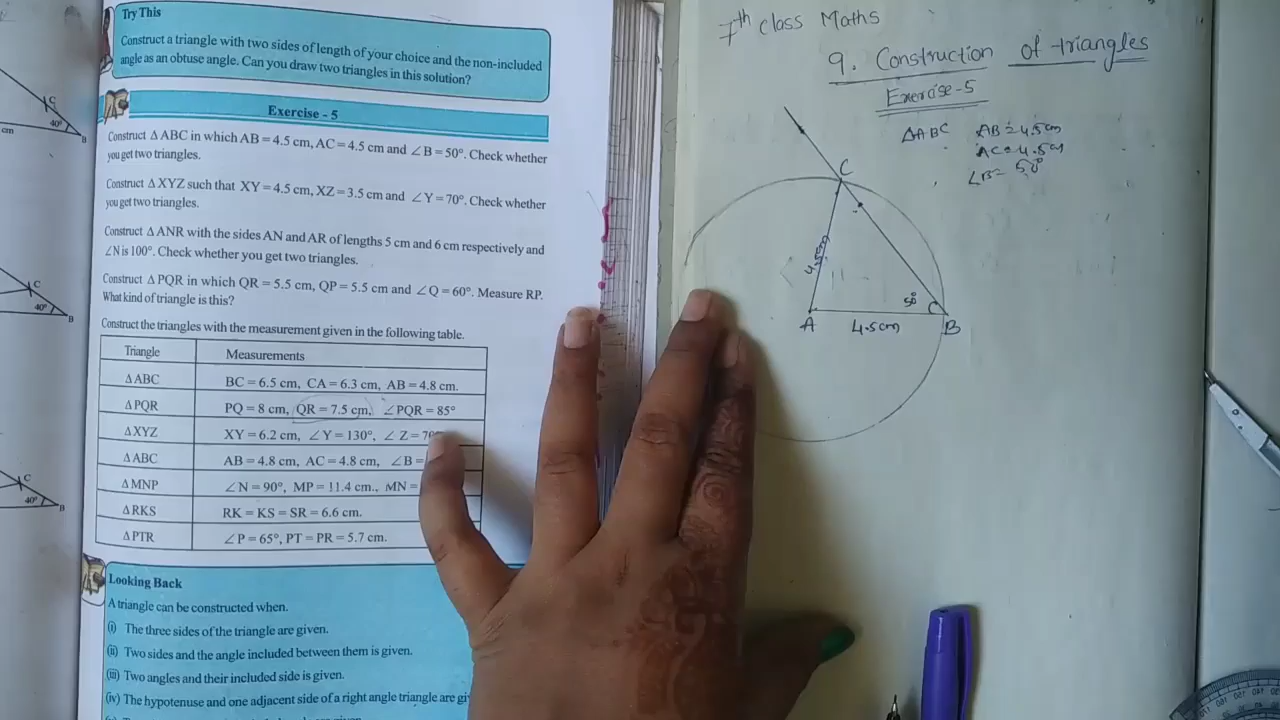 Try This
Construct a triangle with two sides of length of your choice and the non-included
angle as an obtuse angle. Can you draw two triangles in this solution?
Exercise - 5
Construct Δ ABC in which AB = 4.5 cm, AC = 4.5 cm and ∠B = 50°. Check whether
you get two triangles.
Construct Δ XYZ such that XY = 4.5 cm, XZ = 3.5 cm and ∠Y = 70°. Check whether
you get two triangles.
Construct Δ ANR with the sides AN and AR of lengths 5 cm and 6 cm respectively and
∠N is 100°. Check whether you get two triangles.
Construct Δ PQR in which QR = 5.5 cm, QP = 5.5 cm and ∠Q = 60°. Measure RP.
What kind of triangle is this?
Construct the triangles with the measurement given in the following table.
Triangle Measurements
Δ ABC BC = 6.5 cm, CA = 6.3 cm, AB = 4.8 cm.
Δ PQR PQ = 8 cm, QR = 7.5 cm, ∠PQR = 85°
Δ XYZ XY = 6.2 cm, ∠Y = 130°, ∠Z = 70
Δ ABC AB = 4.8 cm, AC = 4.8 cm, ∠B =
Δ MNP ∠N = 90°, MP = 11.4 cm., MN =
Δ RKS RK = KS = SR = 6.6 cm.
Δ PTR ∠P = 65°, PT = PR = 5.7 cm.
Looking Back
A triangle can be constructed when.
(i) The three sides of the triangle are given.
(ii) Two sides and the angle included between them is given.
(iii) Two angles and their included side is given.
(iv) The hypotenuse and one adjacent side of a right angle triangle are
C
40°
B
cm
C
40°
B
C
40°
B
7th class Maths
9. Construction of triangles
Exercise-5
ΔABC AB = 4.5cm
AC = 4.5cm
∠B = 50°
C
4.5cm
50°
A 4.5cm B